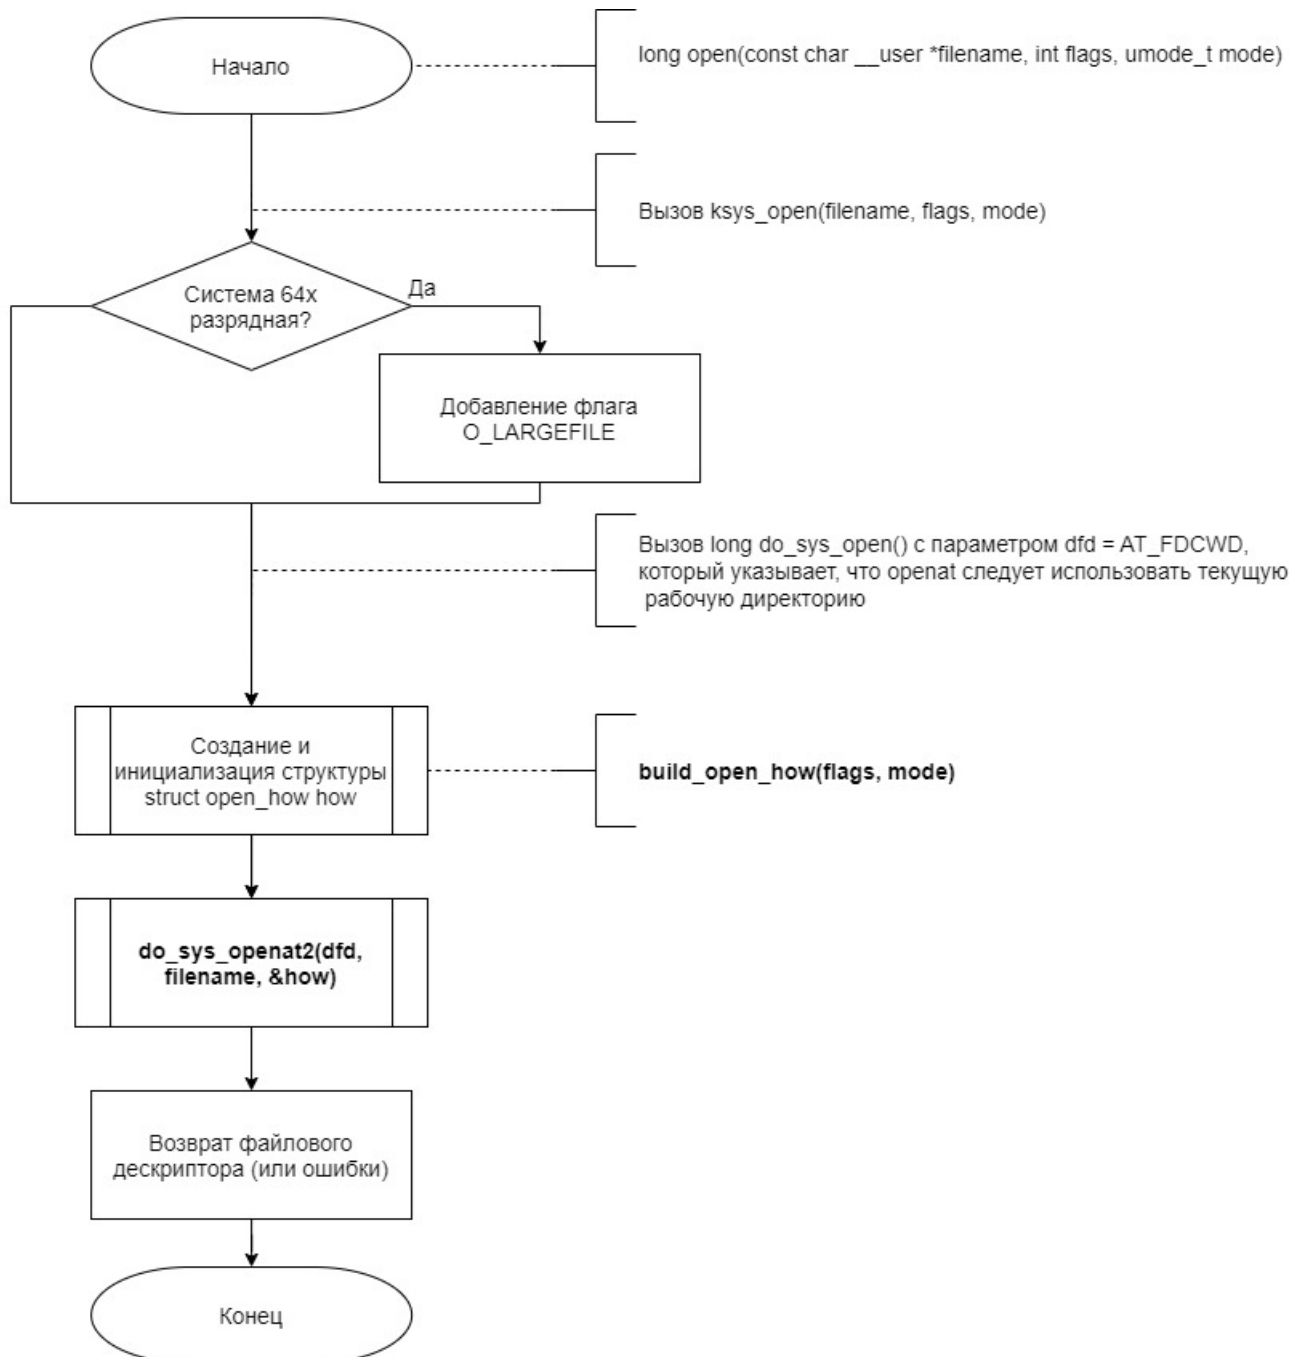 Начало
long open(const char __user *filename, int flags, umode_t mode)
Вызов ksys_open(filename, flags, mode)
Система 64х
разрядная?
Да
Добавление флага
O_LARGEFILE
Вызов long do_sys_open() с параметром dfd = AT_FDCWD,
который указывает, что openat следует использовать текущую
рабочую директорию
Создание и
инициализация структуры
struct open_how how
build_open_how(flags, mode)
do_sys_openat2(dfd,
filename, &how)
Возврат файлового
дескриптора (или ошибки)
Конец